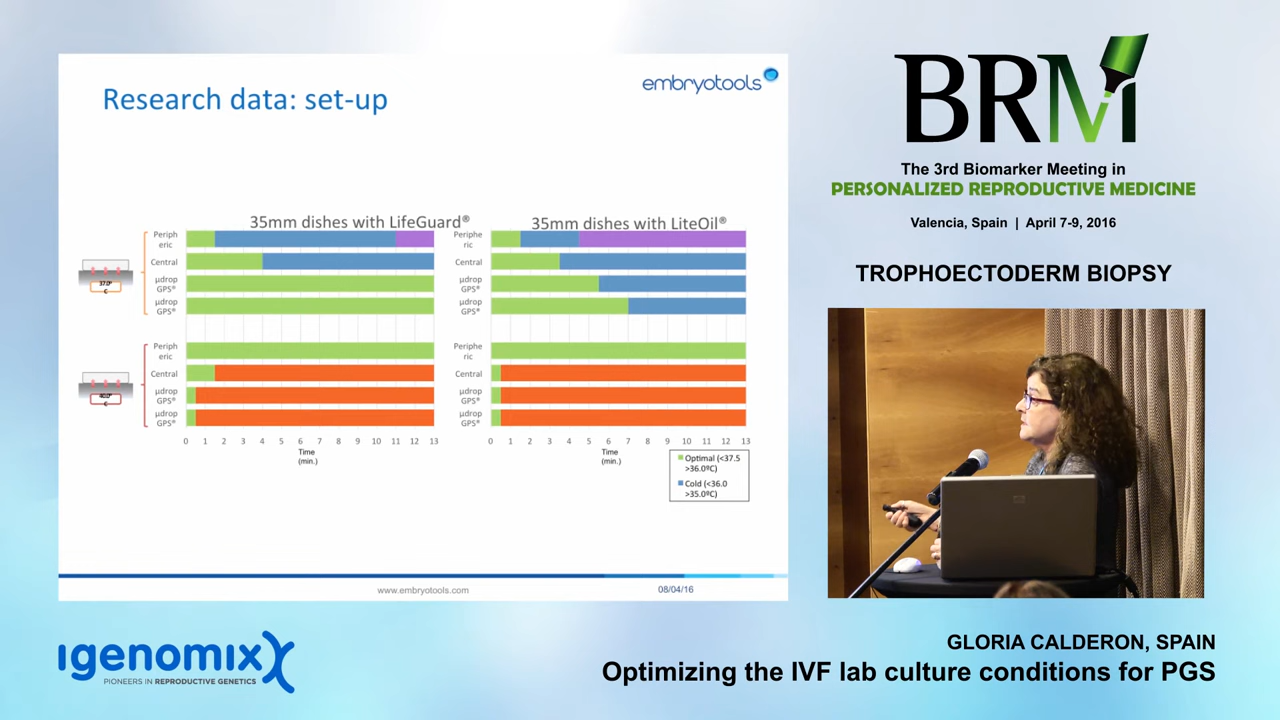 embryotools
Research data: set-up
35mm dishes with LifeGuard®
35mm dishes with LiteOil®
Periph
eric
Central
µdrop
GPS®
µdrop
GPS®
37.0º
C
Periph
eric
Central
µdrop
GPS®
µdrop
GPS®
40.0º
C
0 1 2 3 4 5 6 7 8 9 10 11 12 13
Time
(min.)
Periphe
ric
Central
µdrop
GPS®
µdrop
GPS®
Periphe
ric
Central
µdrop
GPS®
µdrop
GPS®
0 1 2 3 4 5 6 7 8 9 10 11 12 13
Time
(min.)
Optimal (<37.5
>36.0ºC)
Cold (<36.0
>35.0ºC)
www.embryotools.com
08/04/16
BRM
The 3rd Biomarker Meeting in
PERSONALIZED REPRODUCTIVE MEDICINE
Valencia, Spain | April 7-9, 2016
TROPHOECTODERM BIOPSY
hp
igenomix
PIONEERS IN REPRODUCTIVE GENETICS
GLORIA CALDERON, SPAIN
Optimizing the IVF lab culture conditions for PGS